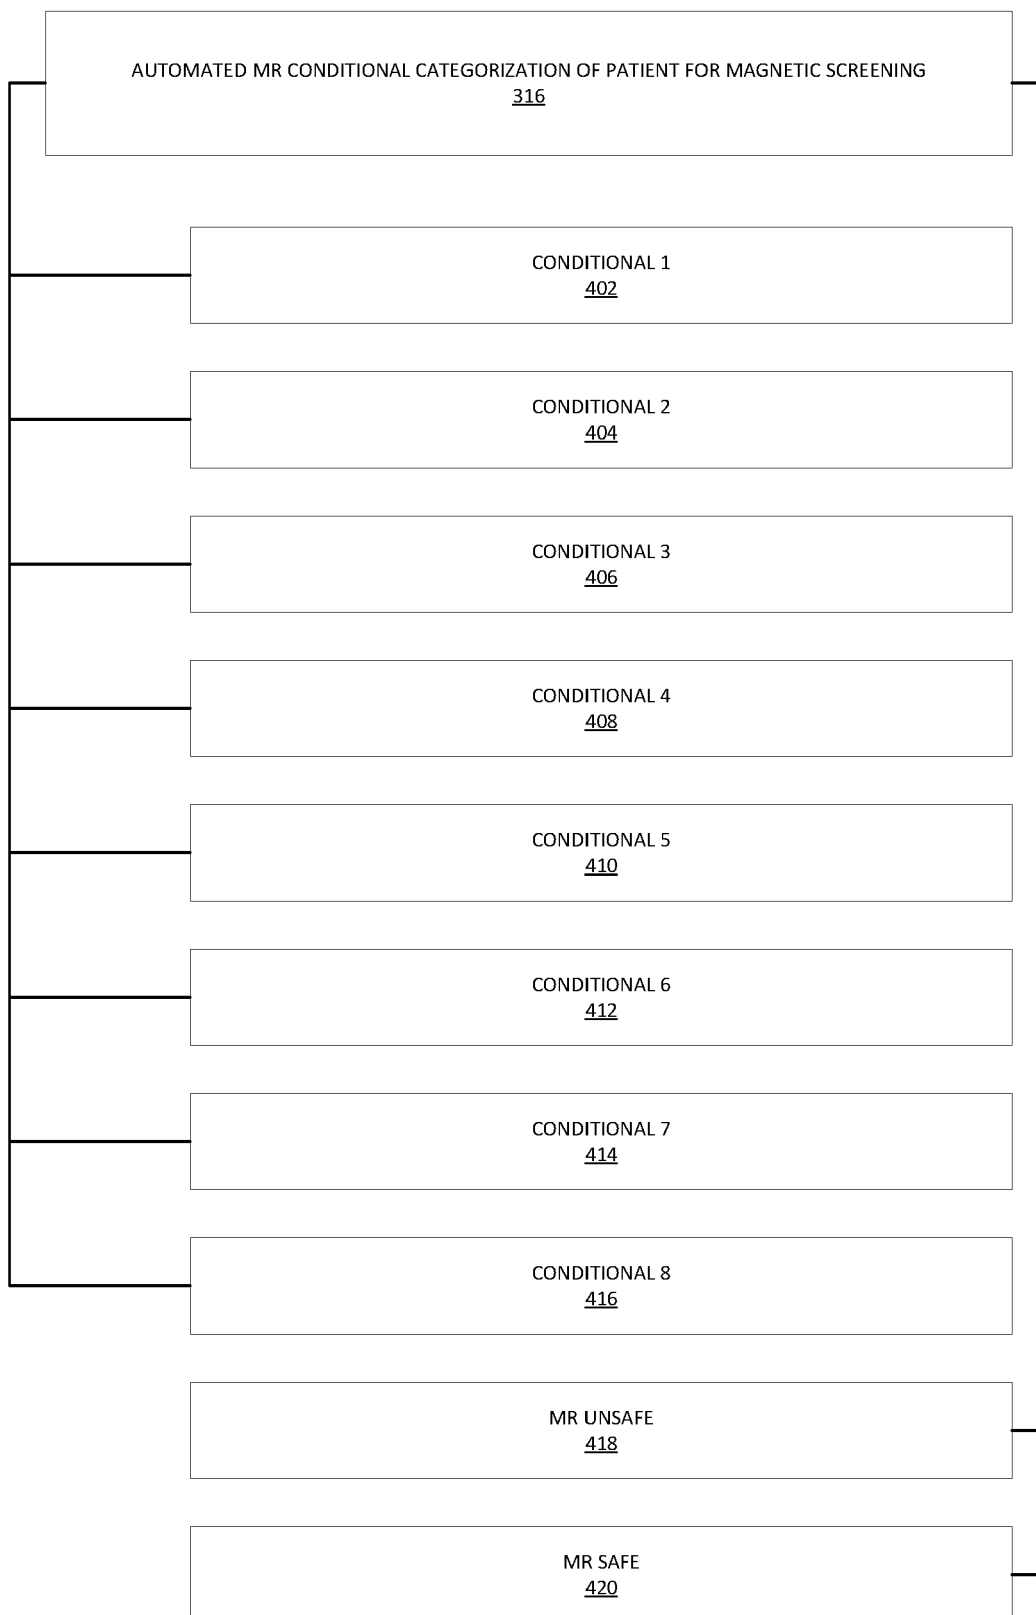 AUTOMATED MR CONDITIONAL CATEGORIZATION OF PATIENT FOR MAGNETIC SCREENING
316
CONDITIONAL 1
402
CONDITIONAL 2
404
CONDITIONAL 3
406
CONDITIONAL 4
408
CONDITIONAL 5
410
CONDITIONAL 6
412
CONDITIONAL 7
414
CONDITIONAL 8
416
MR UNSAFE
418
MR SAFE
420